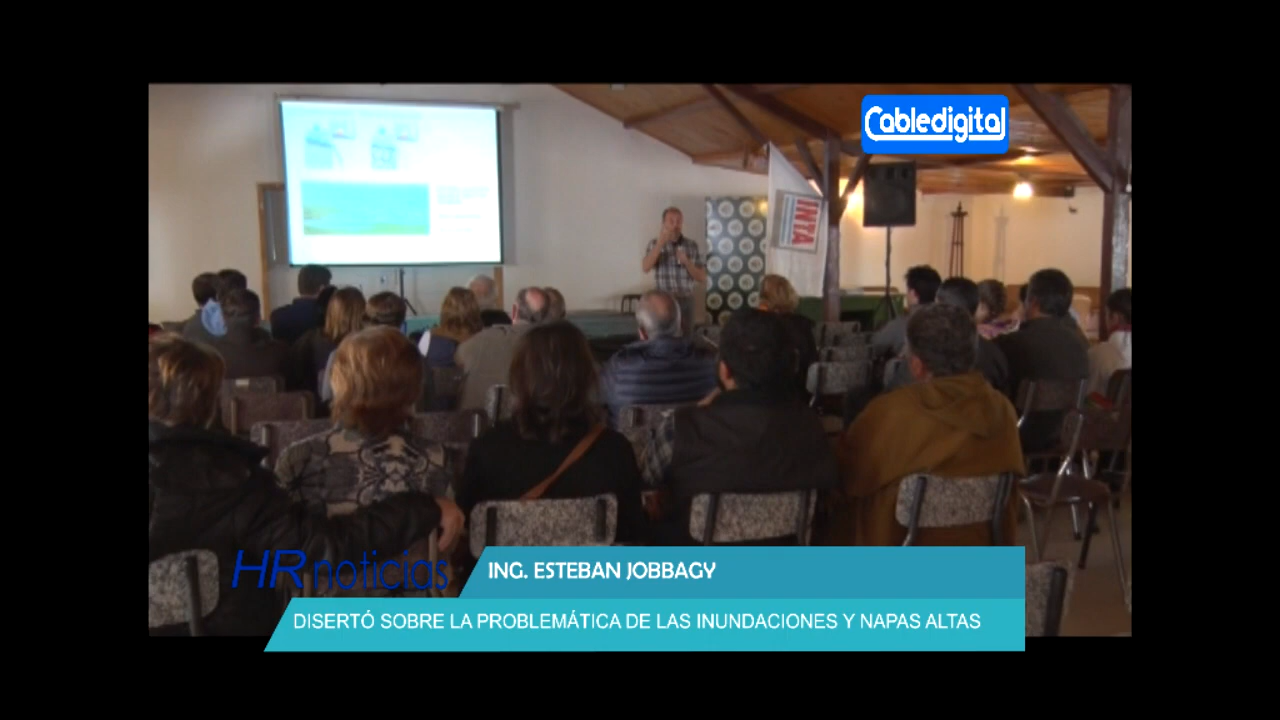 Cabledigital
INTA
HR noticias
ING. ESTEBAN JOBBAGY
DISERTÓ SOBRE LA PROBLEMÁTICA DE LAS INUNDACIONES Y NAPAS ALTAS